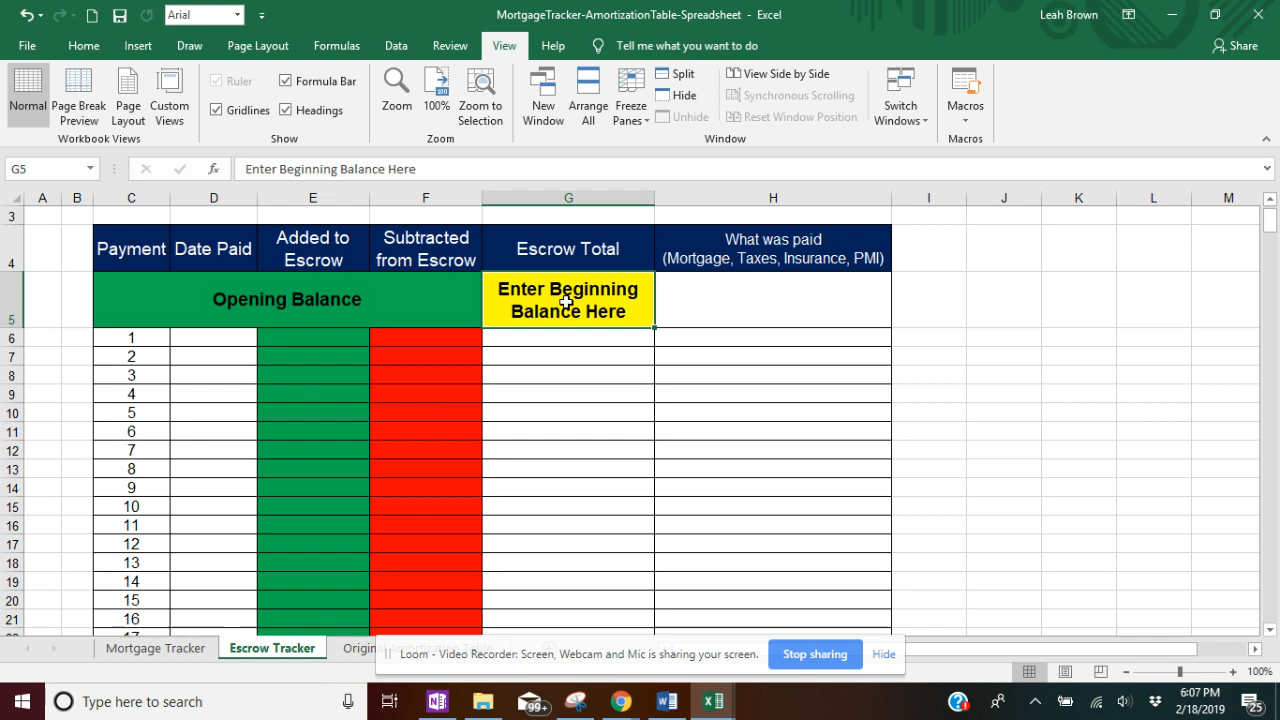 Arial
MortgageTracker-AmortizationTable-Spreadsheet - Excel
Leah Brown
File Home Insert Draw Page Layout Formulas Data Review View Help Tell me what you want to do Share
Normal
Page Break Preview
Page Layout
Custom Views
Workbook Views
Ruler
Formula Bar
Gridlines
Headings
Show
Zoom
100%
Zoom to Selection
Zoom
New Window
Arrange All
Freeze Panes
Split
Hide
Unhide
View Side by Side
Synchronous Scrolling
Reset Window Position
Window
Switch Windows
Macros
Macros
G5
fx
Enter Beginning Balance Here
A B C D E F G H I J K L M
3
4
Payment
Date Paid
Added to Escrow
Subtracted from Escrow
Escrow Total
What was paid
(Mortgage, Taxes, Insurance, PMI)
5
Opening Balance
Enter Beginning
Balance Here
6 1
7 2
8 3
9 4
10 5
11 6
12 7
13 8
14 9
15 10
16 11
17 12
18 13
19 14
20 15
21 16
Mortgage Tracker
Escrow Tracker
Loom - Video Recorder: Screen, Webcam and Mic is sharing your screen.
Stop sharing
Hide
100%
Type here to search
99+
6:07 PM
2/18/2019
25